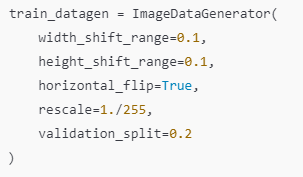 train_datagen = ImageDataGenerator(
    width_shift_range=0.1,
    height_shift_range=0.1,
    horizontal_flip=True,
    rescale=1./255,
    validation_split=0.2
)